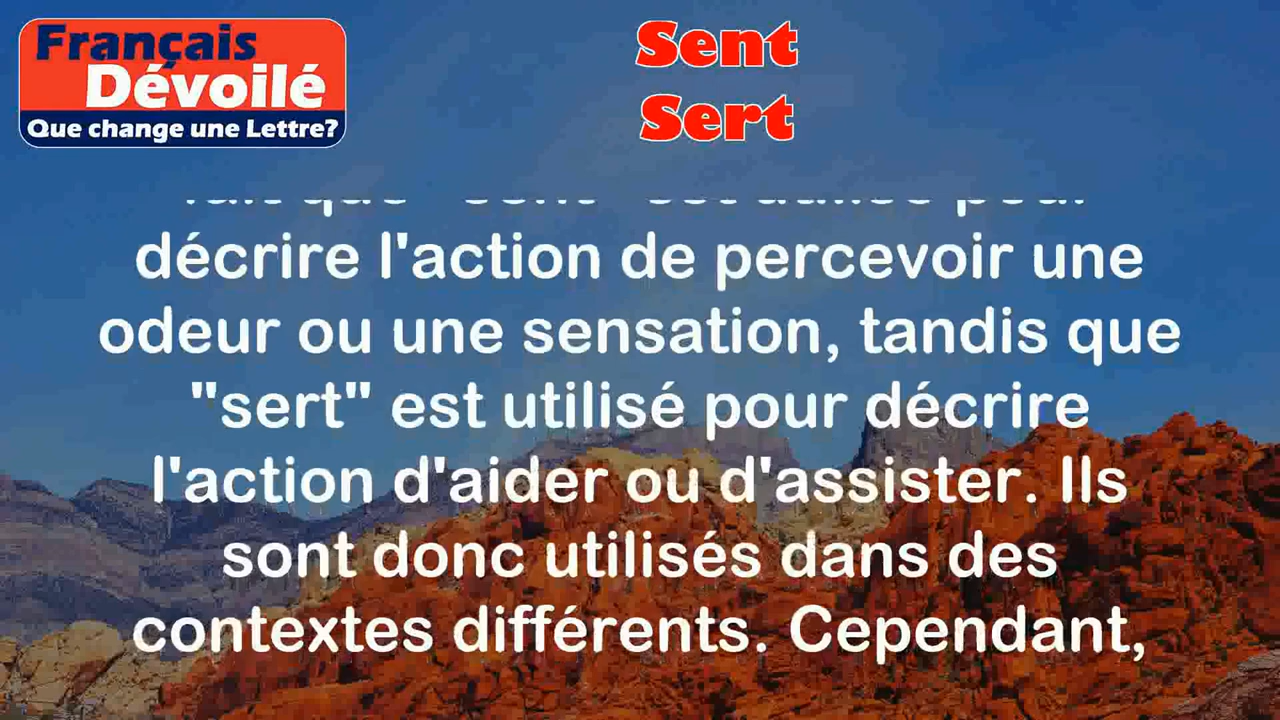 Français
Dévoilé
Que change une Lettre?
Sent
Sert
décrire l'action de percevoir une
odeur ou une sensation, tandis que
"sert" est utilisé pour décrire
l'action d'aider ou d'assister. Ils
sont donc utilisés dans des
contextes différents. Cependant,